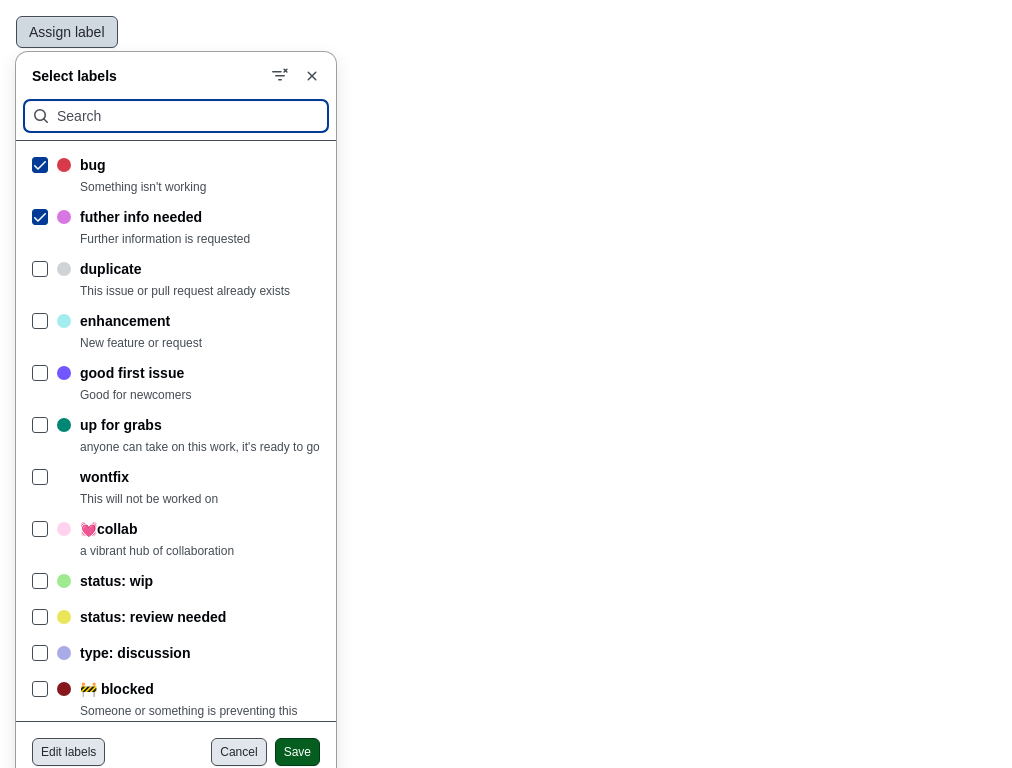 Assign label
Select labels
Search
bug
Something isn't working
futher info needed
Further information is requested
duplicate
This issue or pull request already exists
enhancement
New feature or request
good first issue
Good for newcomers
up for grabs
anyone can take on this work, it's ready to go
wontfix
This will not be worked on
💓collab
a vibrant hub of collaboration
status: wip
status: review needed
type: discussion
🚧 blocked
Someone or something is preventing this
Edit labels Cancel Save